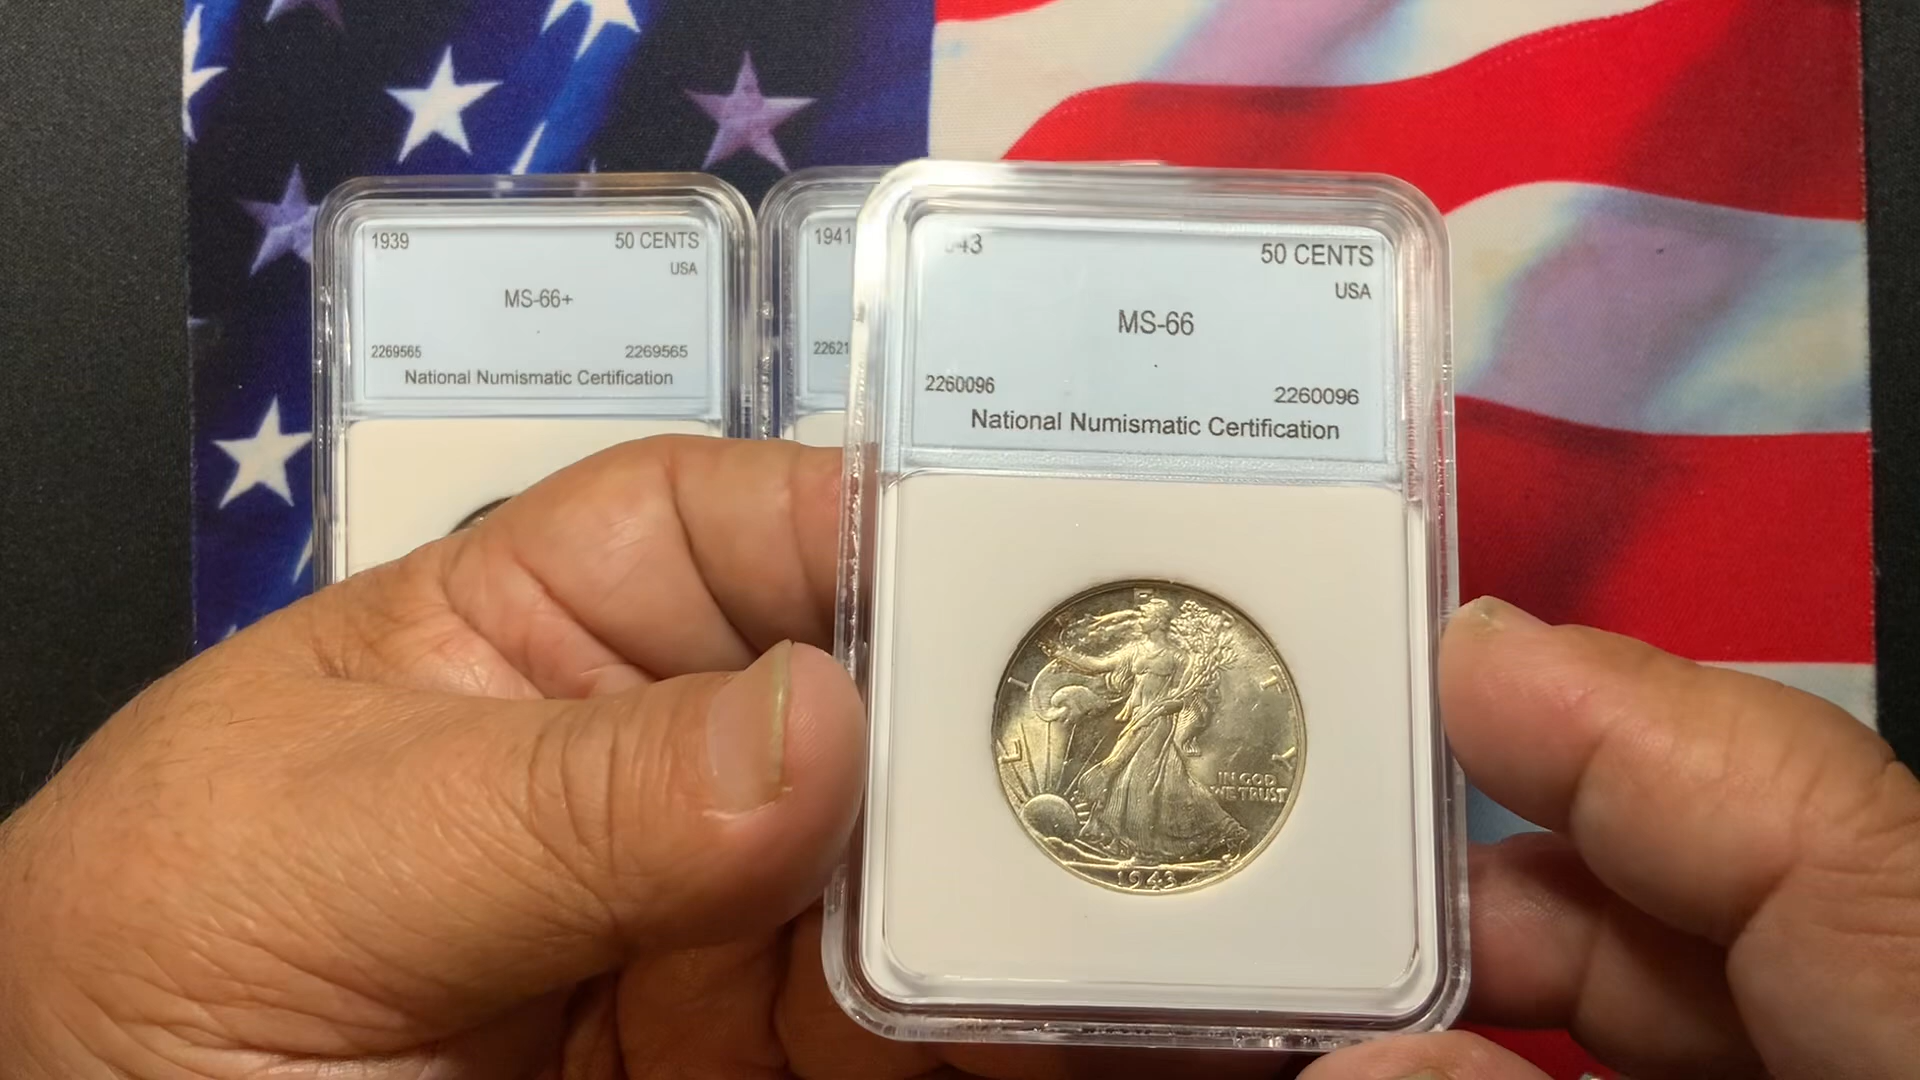 1939 50 CENTS
USA
MS-66+
2269565 2269565
National Numismatic Certification
1941
22621
43 50 CENTS
USA
MS-66
2260096 2260096
National Numismatic Certification
LIBERTY
IN GOD
WE TRUST
1943